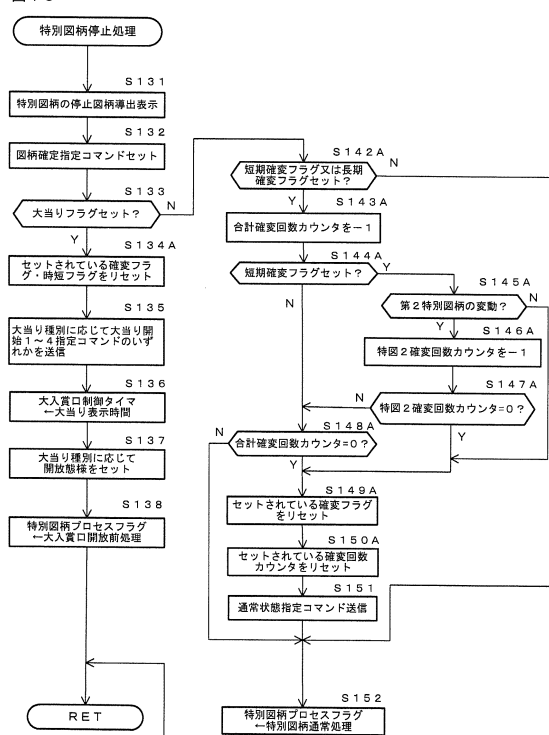 特別図柄停止処理
S131
特別図柄の停止図柄導出表示
S132
図柄確定指定コマンドセット
S133
大当りフラグセット?
N
Y
S134A
セットされている確変フラ
グ・時短フラグをリセット
S135
大当り種別に応じて大当り開
始1~4指定コマンドのいず
れかを送信
S136
大入賞口制御タイマ
←大当り表示時間
S137
大当り種別に応じて
開放態様をセット
S138
特別図柄プロセスフラグ
←大入賞口開放前処理
RET
S142A
短期確変フラグ又は長期
確変フラグセット?
N
Y
S143A
合計確変回数カウンタを-1
S144A
短期確変フラグセット?
Y
N
S145A
第2特別図柄の変動?
N
Y
S146A
特図2確変回数カウンタを-1
S147A
特図2確変回数カウンタ=0?
N
Y
S148A
合計確変回数カウンタ=0?
N
Y
S149A
セットされている確変フラグ
をリセット
S150A
セットされている確変回数
カウンタをリセット
S151
通常状態指定コマンド送信
S152
特別図柄プロセスフラグ
←特別図柄通常処理